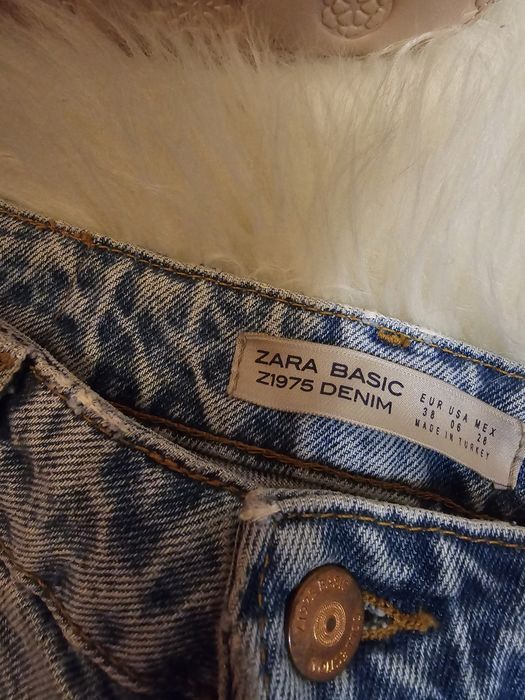 ZARA BASIC
Z1975 DENIM
EUR USA MEX
38 06 28
MADE IN TURKEY